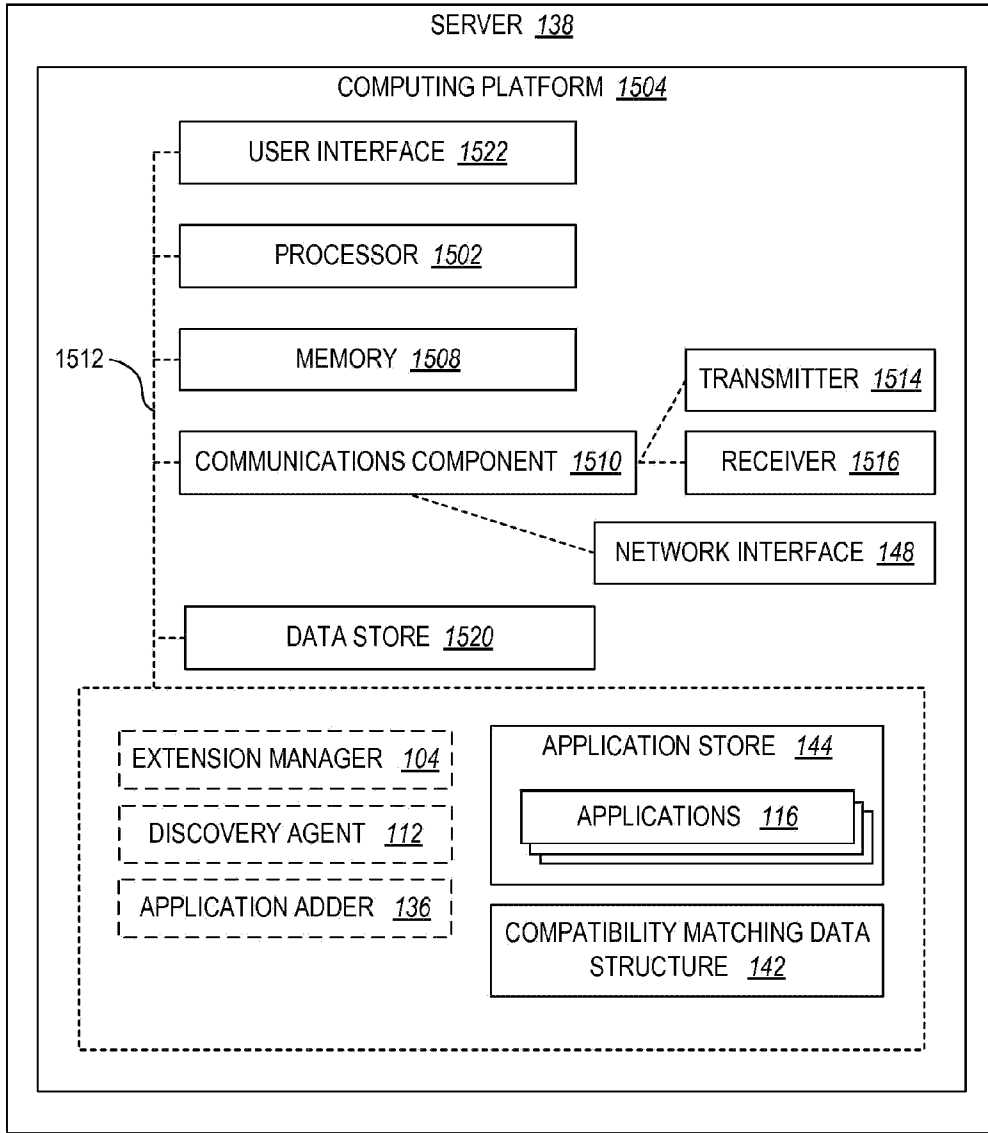 SERVER 138
COMPUTING PLATFORM 1504
USER INTERFACE 1522
PROCESSOR 1502
MEMORY 1508
1512
TRANSMITTER 1514
COMMUNICATIONS COMPONENT 1510
RECEIVER 1516
NETWORK INTERFACE 148
DATA STORE 1520
EXTENSION MANAGER 104
DISCOVERY AGENT 112
APPLICATION ADDER 136
APPLICATION STORE 144
APPLICATIONS 116
COMPATIBILITY MATCHING DATA
STRUCTURE 142